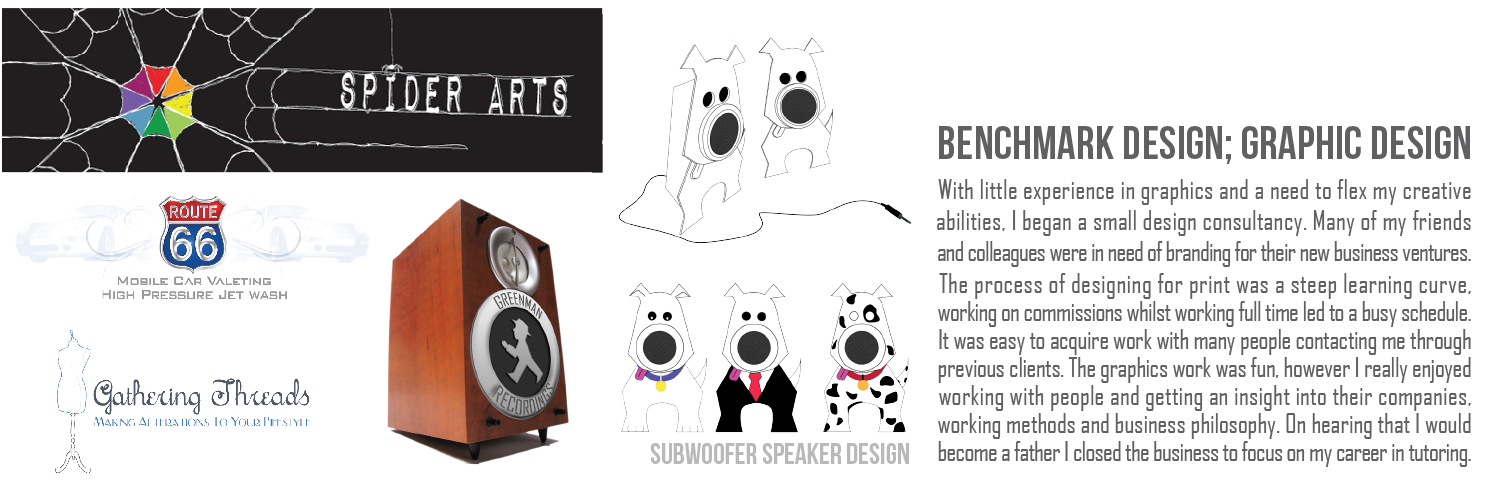 SPIDER ARTS
ROUTE
66
MOBILE CAR VALETING
HIGH PRESSURE JET WASH
Gathering Threads
MAKING ALTERATIONS TO YOUR LIFESTYLE
GREENMAN
RECORDINGS
SUBWOOFER SPEAKER DESIGN
BENCHMARK DESIGN; GRAPHIC DESIGN
With little experience in graphics and a need to flex my creative
abilities, I began a small design consultancy. Many of my friends
and colleagues were in need of branding for their new business ventures.
The process of designing for print was a steep learning curve,
working on commissions whilst working full time led to a busy schedule.
It was easy to acquire work with many people contacting me through
previous clients. The graphics work was fun, however I really enjoyed
working with people and getting an insight into their companies,
working methods and business philosophy. On hearing that I would
become a father I closed the business to focus on my career in tutoring.